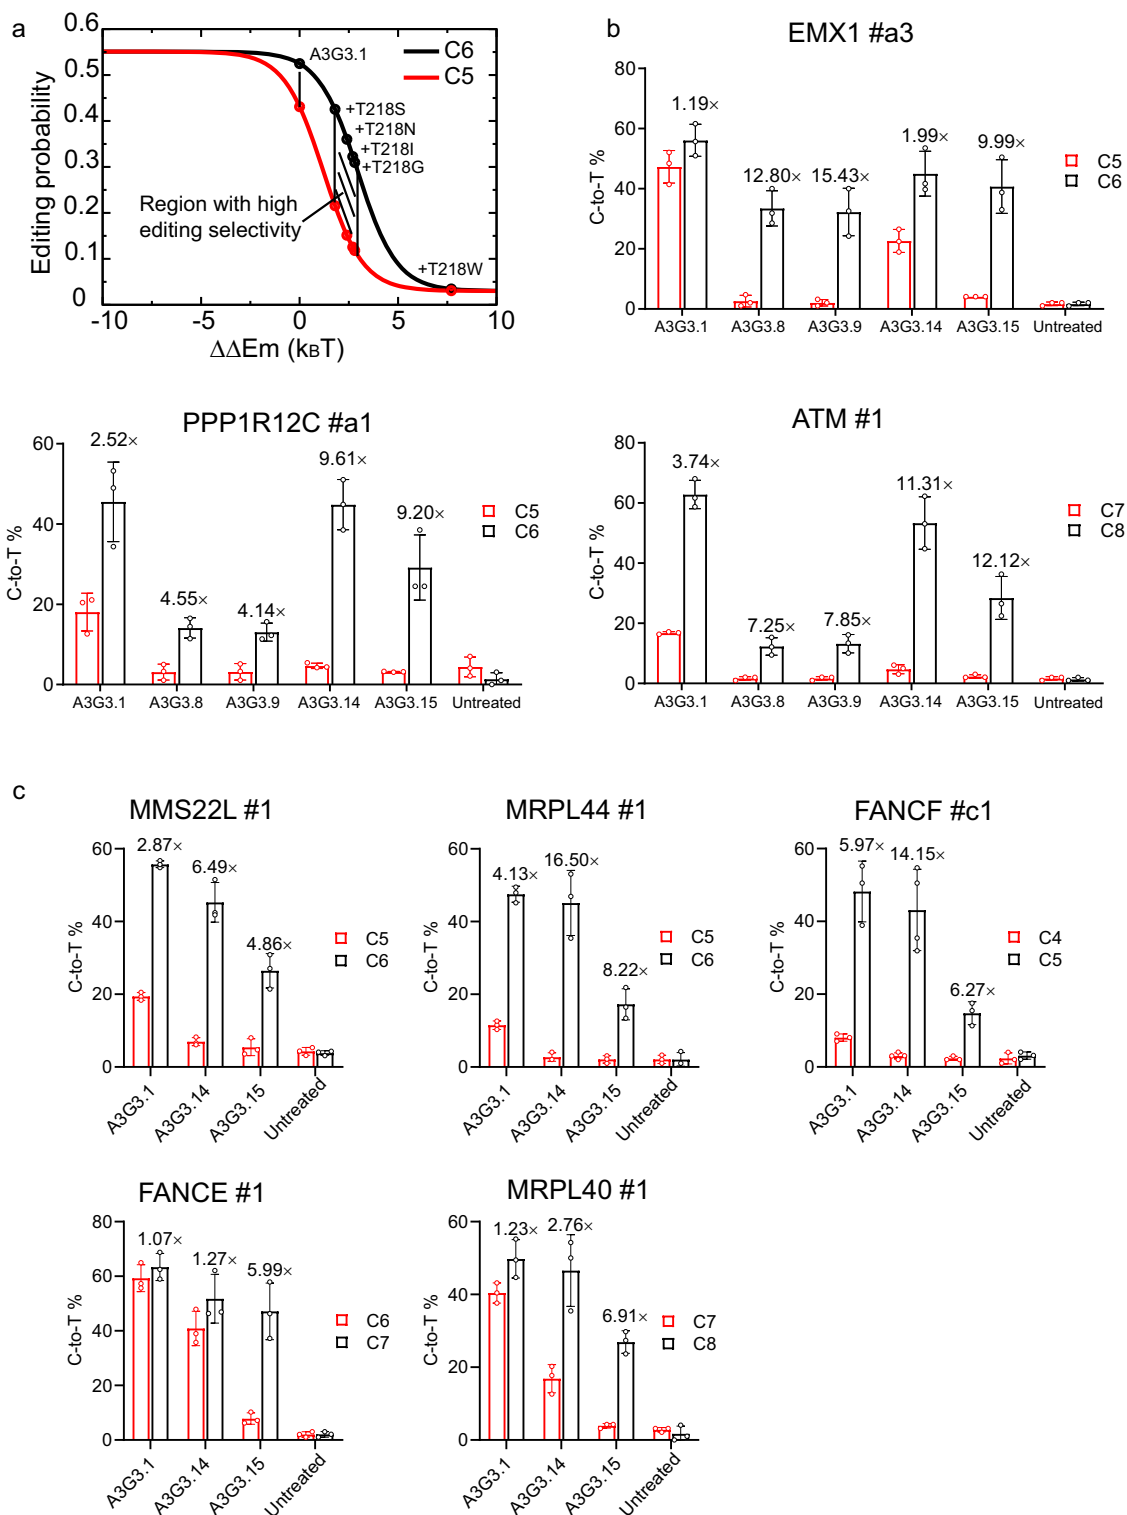 a
0.6
0.5
0.4
0.3
0.2
0.1
0
Editing probability
A3G3.1
C6
C5
+T218S
+T218N
+T218I
+T218G
Region with high
editing selectivity
+T218W
-10
-5
0
5
10
ΔΔEm (kBT)
b
EMX1 #a3
80
60
40
20
0
C-to-T %
1.19×
12.80×
15.43×
1.99×
9.99×
C5
C6
A3G3.1
A3G3.8
A3G3.9
A3G3.14
A3G3.15
Untreated
PPP1R12C #a1
60
40
20
0
C-to-T %
2.52×
4.55×
4.14×
9.61×
9.20×
C5
C6
A3G3.1
A3G3.8
A3G3.9
A3G3.14
A3G3.15
Untreated
ATM #1
80
60
40
20
0
C-to-T %
3.74×
7.25×
7.85×
11.31×
12.12×
C7
C8
A3G3.1
A3G3.8
A3G3.9
A3G3.14
A3G3.15
Untreated
c
MMS22L #1
60
40
20
0
C-to-T %
2.87×
6.49×
4.86×
C5
C6
A3G3.1
A3G3.14
A3G3.15
Untreated
MRPL44 #1
60
40
20
0
C-to-T %
4.13×
16.50×
8.22×
C5
C6
A3G3.1
A3G3.14
A3G3.15
Untreated
FANCF #c1
60
40
20
0
C-to-T %
5.97×
14.15×
6.27×
C4
C5
A3G3.1
A3G3.14
A3G3.15
Untreated
FANCE #1
80
60
40
20
0
C-to-T %
1.07×
1.27×
5.99×
C6
C7
A3G3.1
A3G3.14
A3G3.15
Untreated
MRPL40 #1
60
40
20
0
C-to-T %
1.23×
2.76×
6.91×
C7
C8
A3G3.1
A3G3.14
A3G3.15
Untreated